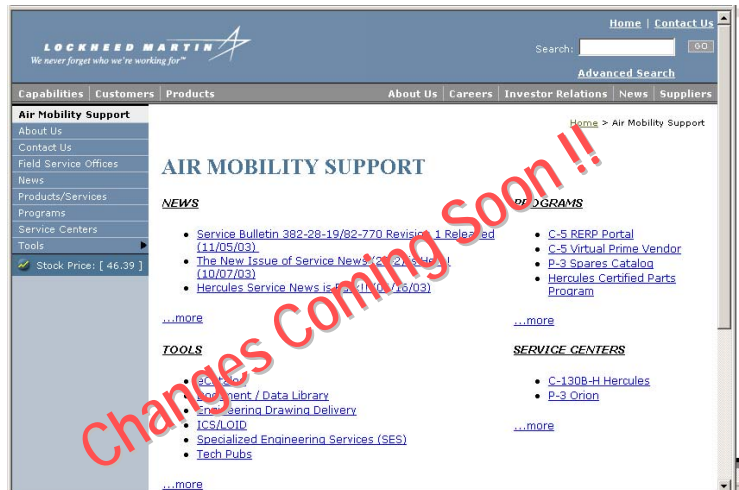 Home | Contact Us
LOCKHEED MARTIN
We never forget who we're working for™
Search: GO
Advanced Search
Capabilities | Customers | Products
About Us | Careers | Investor Relations | News | Suppliers
Air Mobility Support
About Us
Contact Us
Field Service Offices
News
Products/Services
Programs
Service Centers
Tools
Stock Price: [ 46.39 ]
Home > Air Mobility Support
AIR MOBILITY SUPPORT
Changes Coming Soon !!
NEWS
Service Bulletin 382-28-19/82-770 Revision 1 Released
(11/05/03)
The New Issue of Service News is Here!
(10/07/03)
Hercules Service News is /16/03)
...more
PROGRAMS
C-5 RERP Portal
C-5 Virtual Prime Vendor
P-3 Spares Catalog
Hercules Certified Parts
Program
...more
TOOLS
eCatalog
Document / Data Library
Engineering Drawing Delivery
ICS/LOID
Specialized Engineering Services (SES)
Tech Pubs
...more
SERVICE CENTERS
C-130B-H Hercules
P-3 Orion
...more